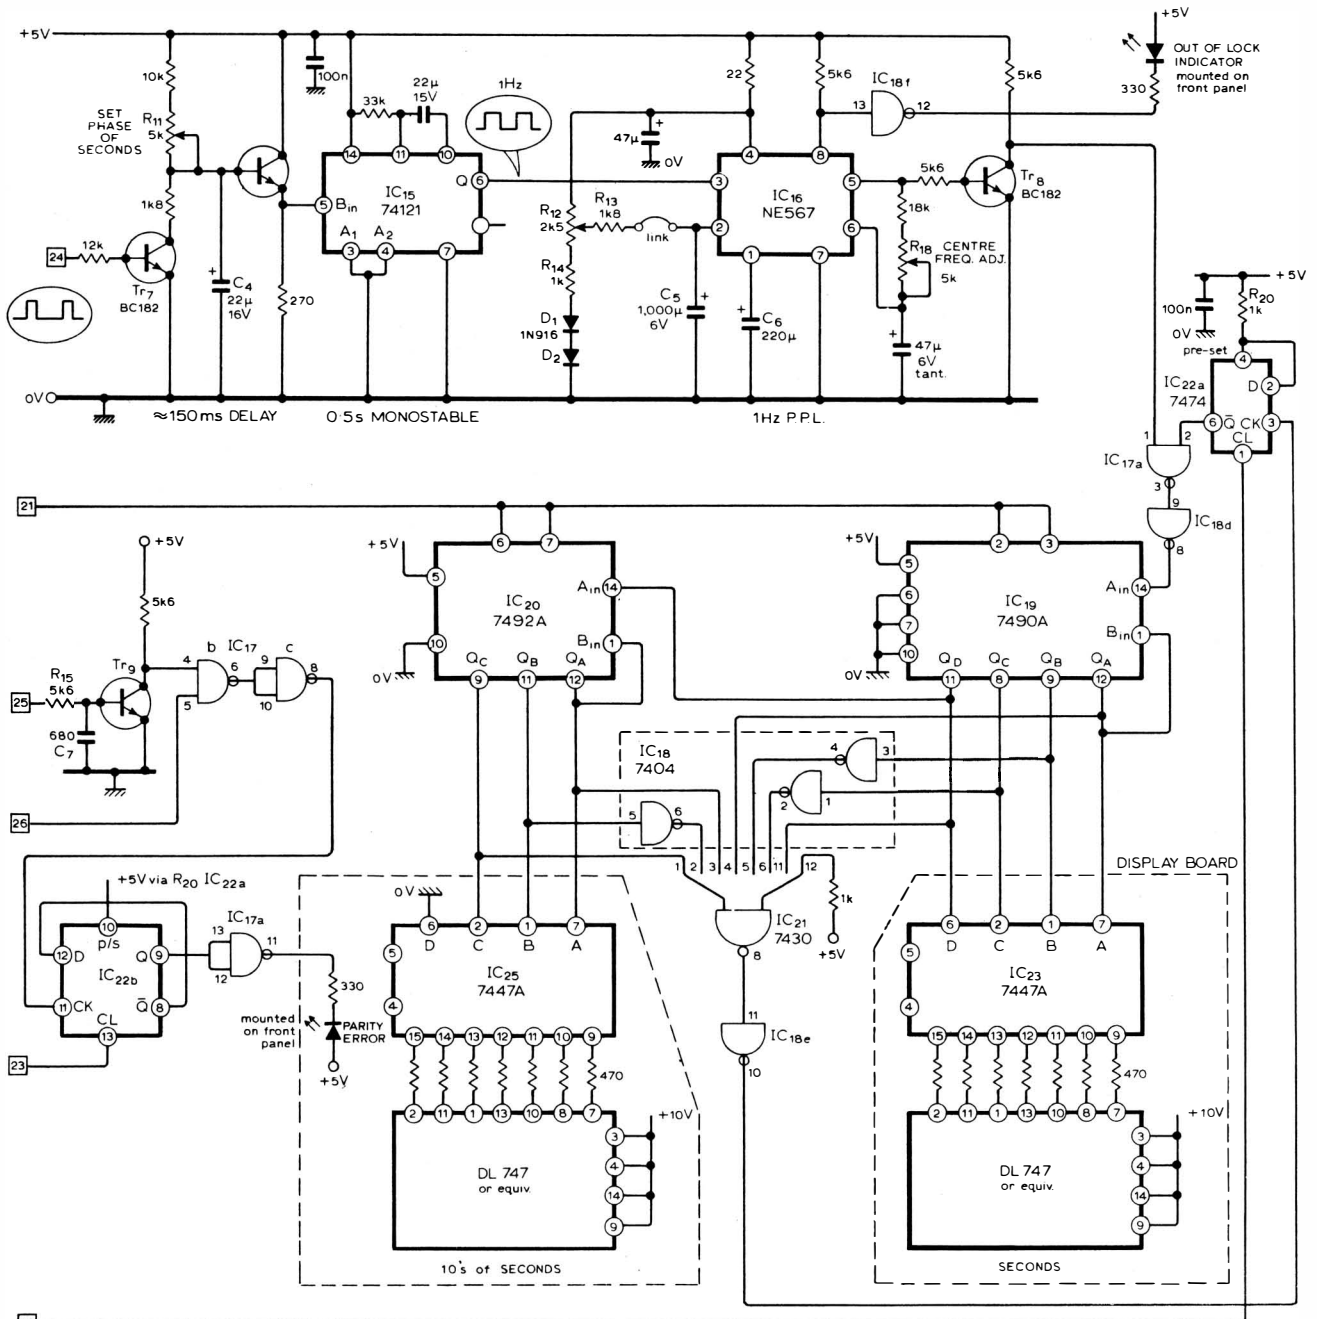 +5V
+5V
OUT OF LOCK
INDICATOR
mounted on
front panel
330
10k
100n
33k
22μ
15V
1Hz
22
5k6
IC18f
13
12
5k6
SET
PHASE
OF
SECONDS
R11
5k
47μ
0V
14
11
10
IC15
74121
Q
6
5
Bin
A1
A2
3
4
7
4
8
IC16
NE567
3
5
2
6
1
7
5k6
Tr8
BC182
1k8
R12
2k5
R13
1k8
link
18k
R18
5k
CENTRE
FREQ. ADJ.
24
12k
Tr7
BC182
C4
22μ
16V
270
R14
1k
D1
1N916
D2
C5
1,000μ
6V
C6
220μ
47μ
6V
tant.
+5V
100n
R20
1k
0V
pre-set
4
IC22a
7474
D
2
6
Q̄
CK
3
CL
1
0V
≈150ms DELAY
0·5s MONOSTABLE
1Hz P.P.L.
1
2
IC17a
3
9
IC18d
8
21
+5V
5k6
+5V
6
7
5
IC20
7492A
Ain
14
Bin
1
10
0V
QC
QB
QA
9
11
12
+5V
2
3
5
6
7
10
0V
IC19
7490A
Ain
14
Bin
1
QD
QC
QB
QA
11
8
9
12
25
R15
5k6
Tr9
680
C7
b
IC17
c
4
5
6
9
10
8
26
IC18
7404
4
3
2
1
5
6
1
2
3
4
5
6
11
12
1k
+5V
IC21
7430
8
11
IC18e
10
DISPLAY BOARD
+5V via R20 IC22a
10
p/s
12
D
Q
9
IC22b
11
CK
Q̄
8
CL
13
23
IC17a
13
12
11
330
mounted
on front
panel
PARITY
ERROR
+5V
0V
6
2
1
7
D
C
B
A
5
4
IC25
7447A
15
14
13
12
11
10
9
470
2
11
1
13
10
8
7
+10V
3
4
14
9
DL 747
or equiv.
10's of SECONDS
6
2
1
7
D
C
B
A
5
4
IC23
7447A
15
14
13
12
11
10
9
470
2
11
1
13
10
8
7
+10V
3
4
14
9
DL 747
or equiv.
SECONDS